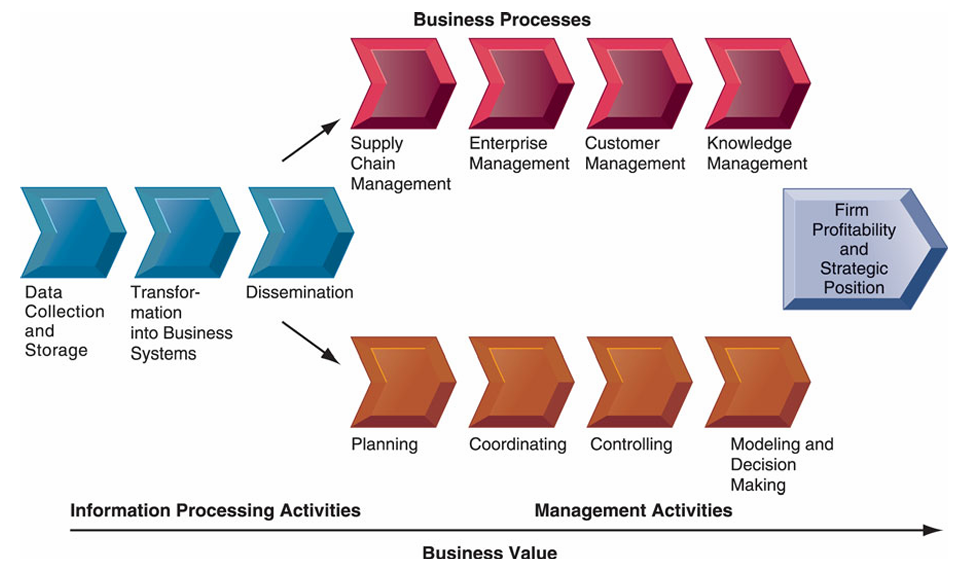 Business Processes
Supply
Chain
Management
Enterprise
Management
Customer
Management
Knowledge
Management
Data
Collection
and
Storage
Transfor-
mation
into Business
Systems
Dissemination
Firm
Profitability
and
Strategic
Position
Planning
Coordinating
Controlling
Modeling and
Decision
Making
Information Processing Activities
Management Activities
Business Value